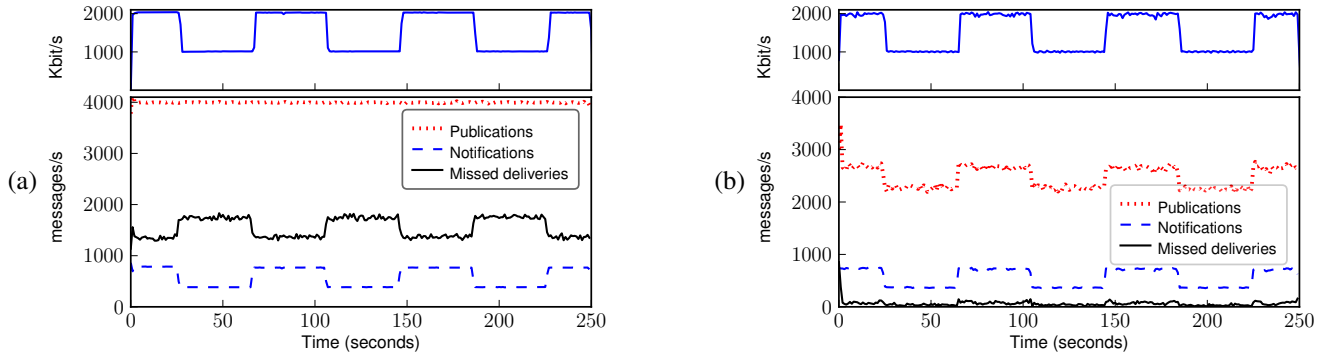 (a)
Kbit/s
2000
1000
messages/s
4000
3000
2000
1000
0
Publications
Notifications
Missed deliveries
0 50 100 150 200 250
Time (seconds)
(b)
Kbit/s
2000
1000
messages/s
4000
3000
2000
1000
0
Publications
Notifications
Missed deliveries
0 50 100 150 200 250
Time (seconds)